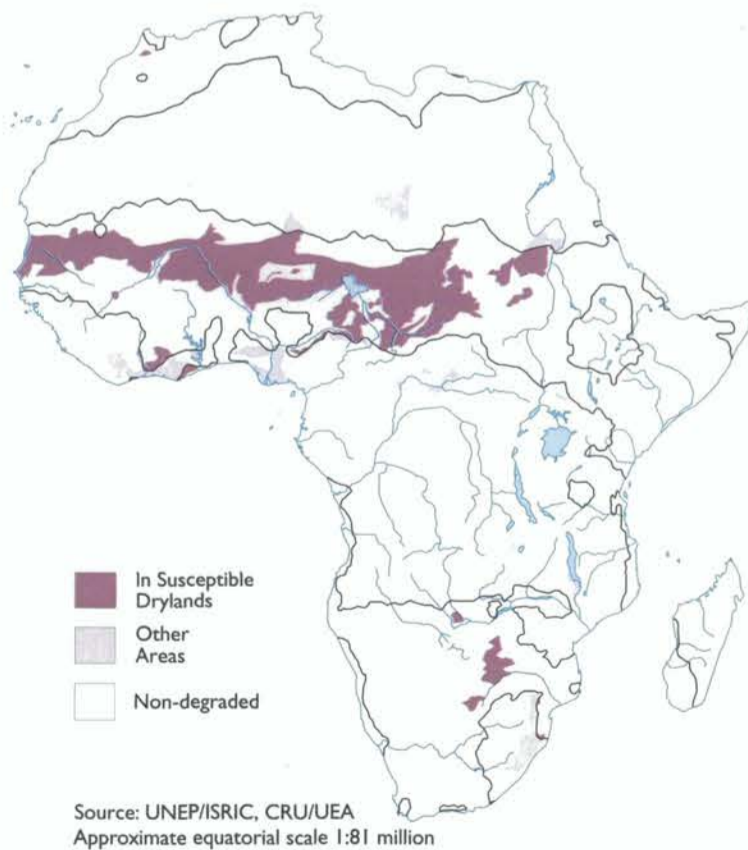 In Susceptible
Drylands
Other
Areas
Non-degraded
Source: UNEP/ISRIC, CRU/UEA
Approximate equatorial scale 1:81 million